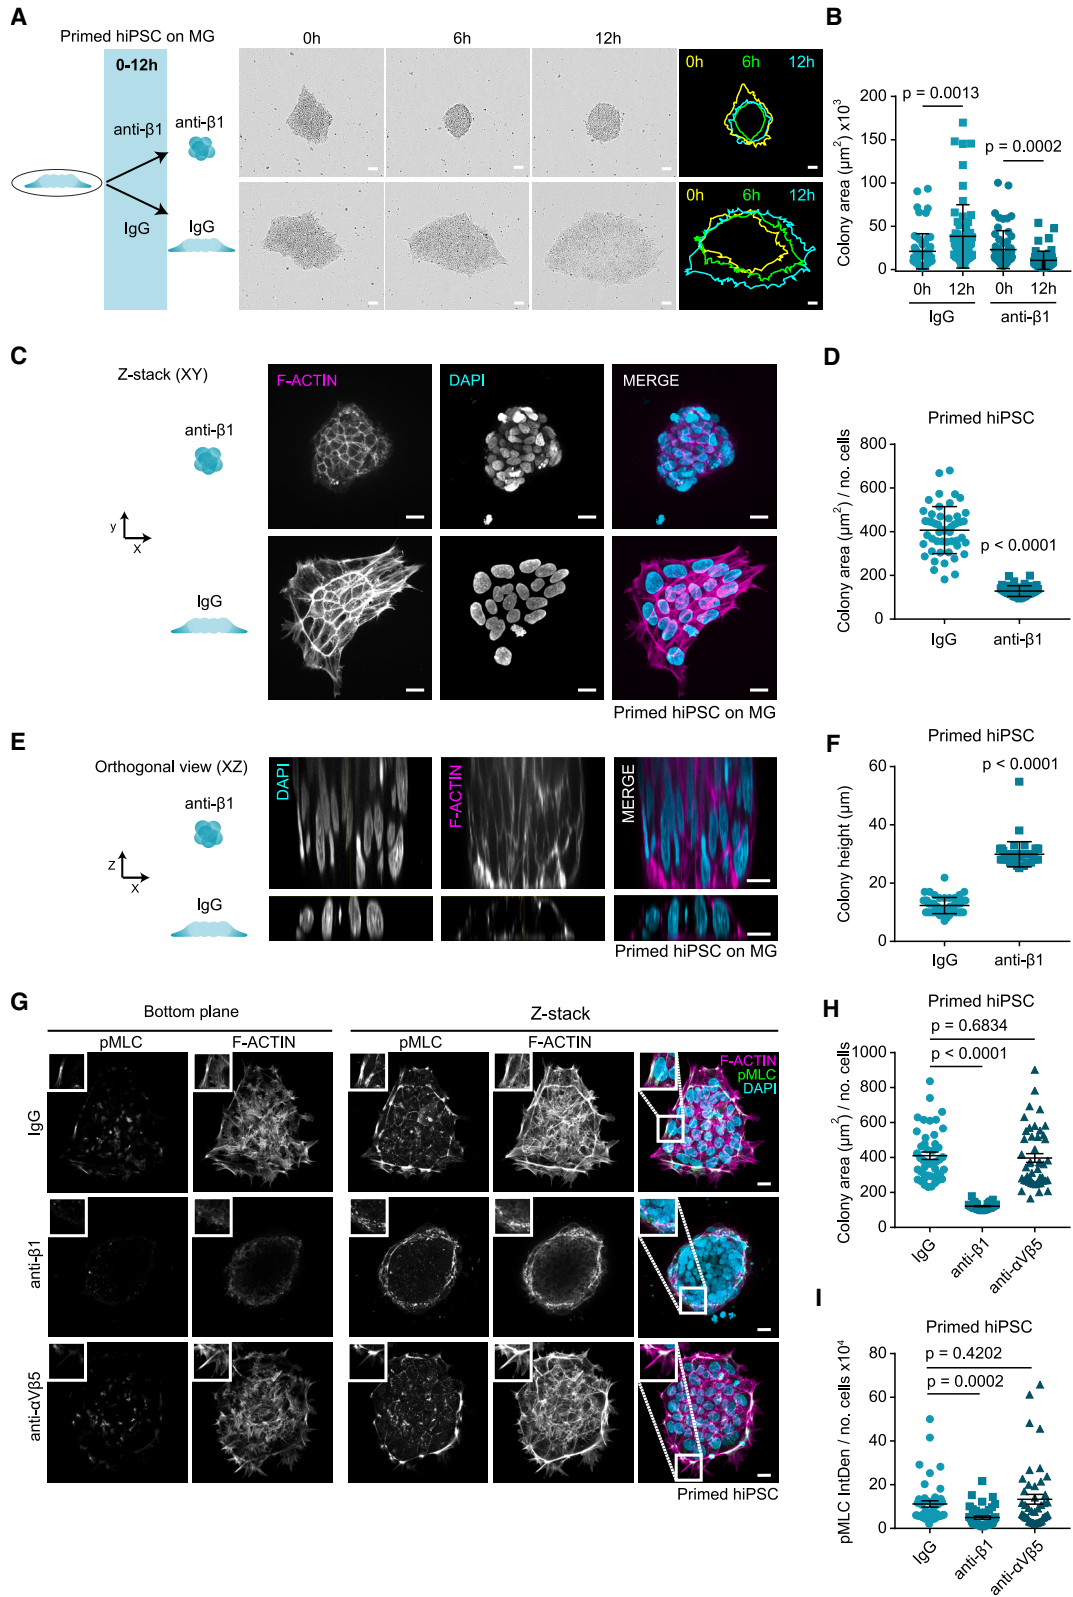 A
Primed hiPSC on MG
0h
6h
12h
0-12h
anti-β1
anti-β1
IgG
IgG
0h 6h 12h
0h 6h 12h
B
Colony area (µm²) x10³
200
150
100
50
0
p = 0.0013
p = 0.0002
0h 12h 0h 12h
IgG anti-β1
C
Z-stack (XY)
anti-β1
y
X
IgG
F-ACTIN
DAPI
MERGE
Primed hiPSC on MG
D
Primed hiPSC
Colony area (µm²) / no. cells
800
600
400
200
0
p < 0.0001
IgG anti-β1
E
Orthogonal view (XZ)
anti-β1
Z
X
IgG
DAPI
F-ACTIN
MERGE
Primed hiPSC on MG
F
Primed hiPSC
p < 0.0001
Colony height (µm)
60
40
20
0
IgG anti-β1
G
Bottom plane
Z-stack
pMLC F-ACTIN pMLC F-ACTIN
F-ACTIN
pMLC
DAPI
IgG
anti-β1
anti-αVβ5
Primed hiPSC
H
Primed hiPSC
p = 0.6834
p < 0.0001
Colony area (µm²) / no. cells
1000
800
600
400
200
0
IgG
anti-β1
anti-αVβ5
I
Primed hiPSC
p = 0.4202
p = 0.0002
pMLC IntDen / no. cells x10⁴
80
60
40
20
0
IgG
anti-β1
anti-αVβ5